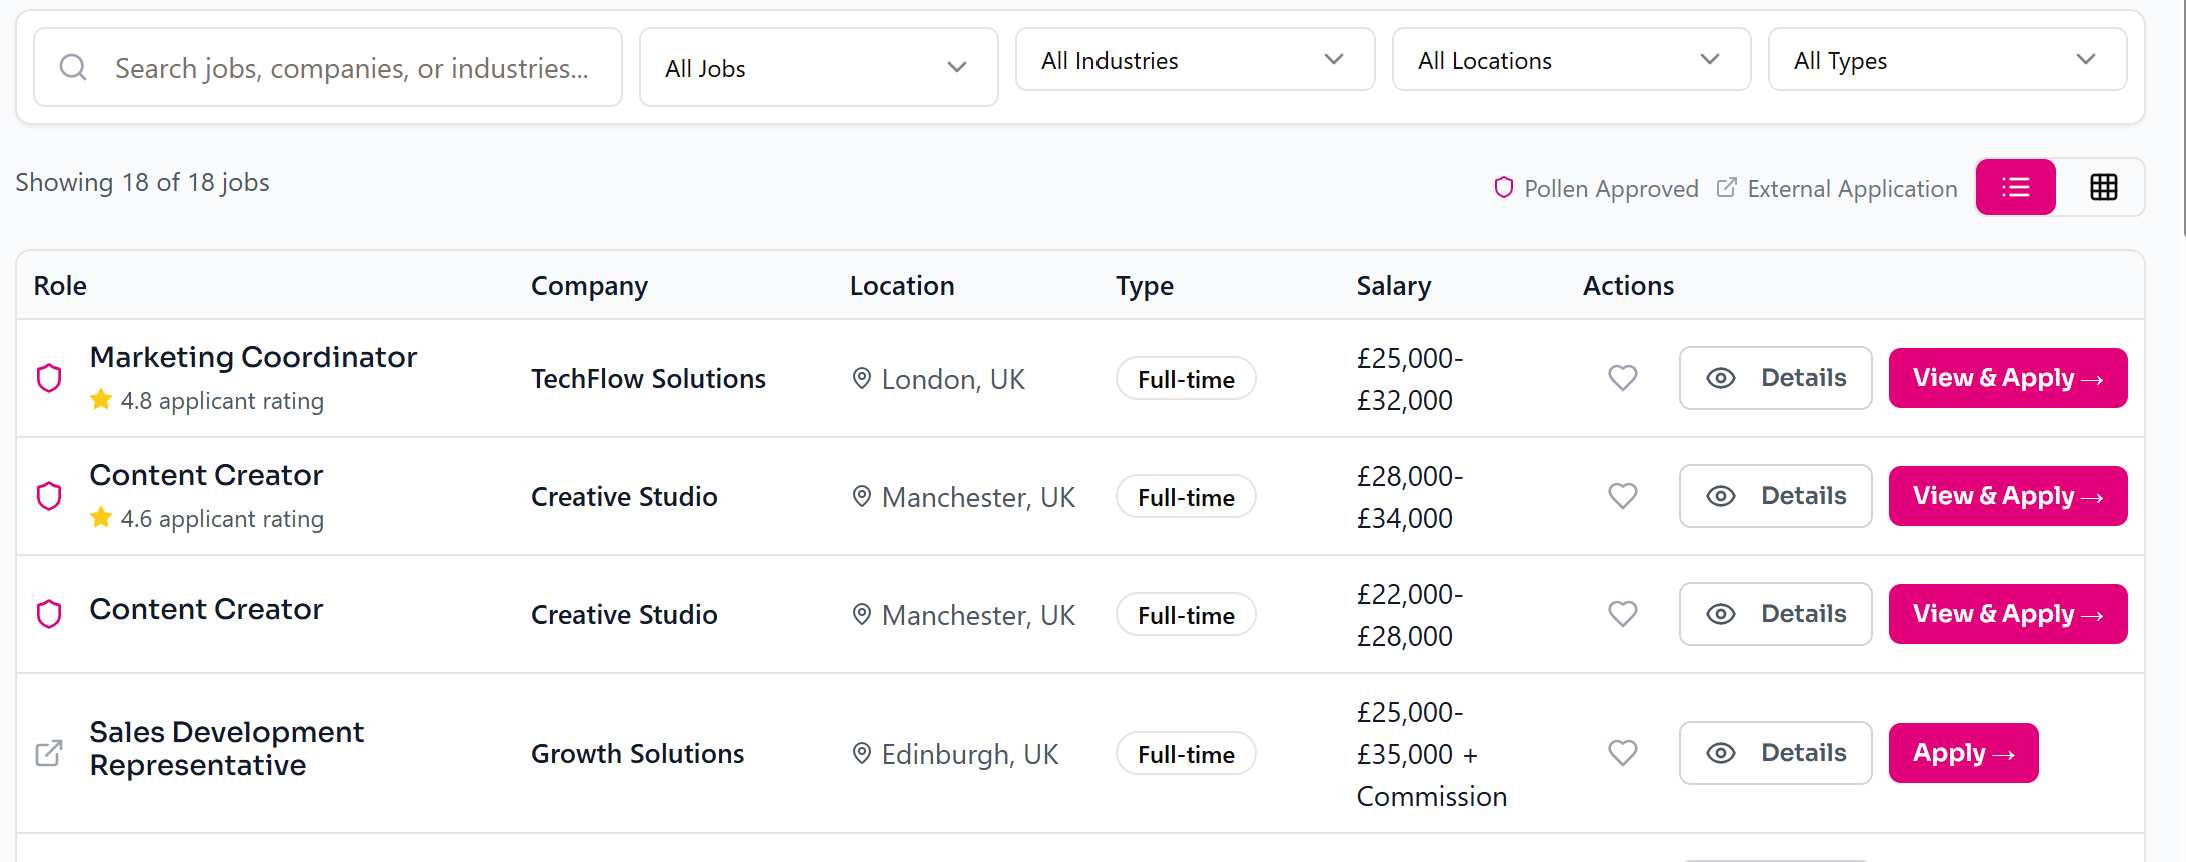 Search jobs, companies, or industries...
All Jobs
All Industries
All Locations
All Types
Showing 18 of 18 jobs
Pollen Approved
External Application
Role
Company
Location
Type
Salary
Actions
Marketing Coordinator
4.8 applicant rating
TechFlow Solutions
London, UK
Full-time
£25,000-
£32,000
Details
View & Apply→
Content Creator
4.6 applicant rating
Creative Studio
Manchester, UK
Full-time
£28,000-
£34,000
Details
View & Apply→
Content Creator
Creative Studio
Manchester, UK
Full-time
£22,000-
£28,000
Details
View & Apply→
Sales Development
Representative
Growth Solutions
Edinburgh, UK
Full-time
£25,000-
£35,000 +
Commission
Details
Apply→